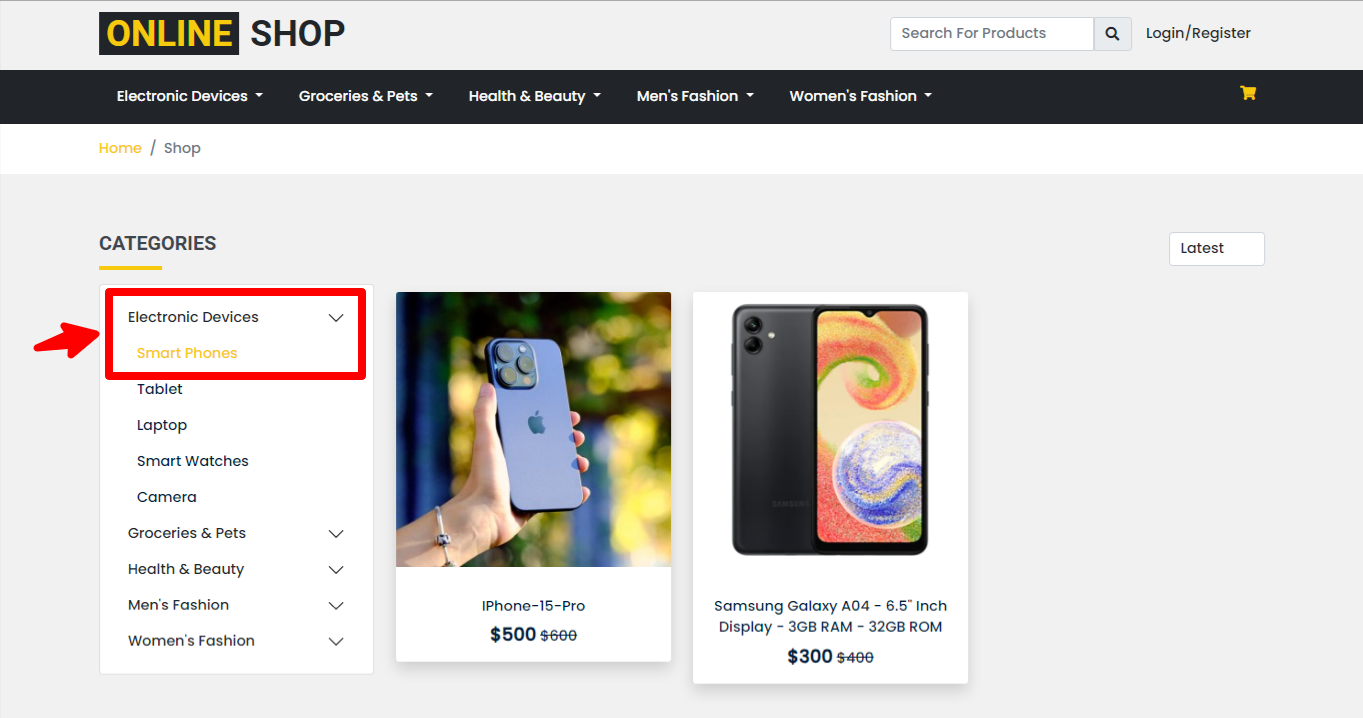 ONLINE SHOP
Search For Products
Login/Register
Electronic Devices
Groceries & Pets
Health & Beauty
Men's Fashion
Women's Fashion
Home / Shop
CATEGORIES
Latest
Electronic Devices
Smart Phones
Tablet
Laptop
Smart Watches
Camera
Groceries & Pets
Health & Beauty
Men's Fashion
Women's Fashion
IPhone-15-Pro
$500 $600
SAMSUNG
Samsung Galaxy A04 - 6.5" Inch
Display - 3GB RAM - 32GB ROM
$300 $400